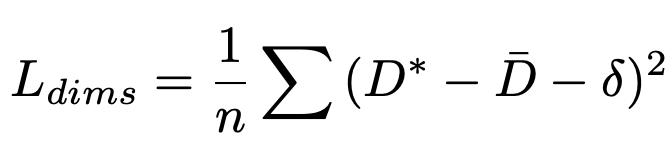 L_{dims} = \frac{1}{n} \sum (D^* - \bar{D} - \delta)^2